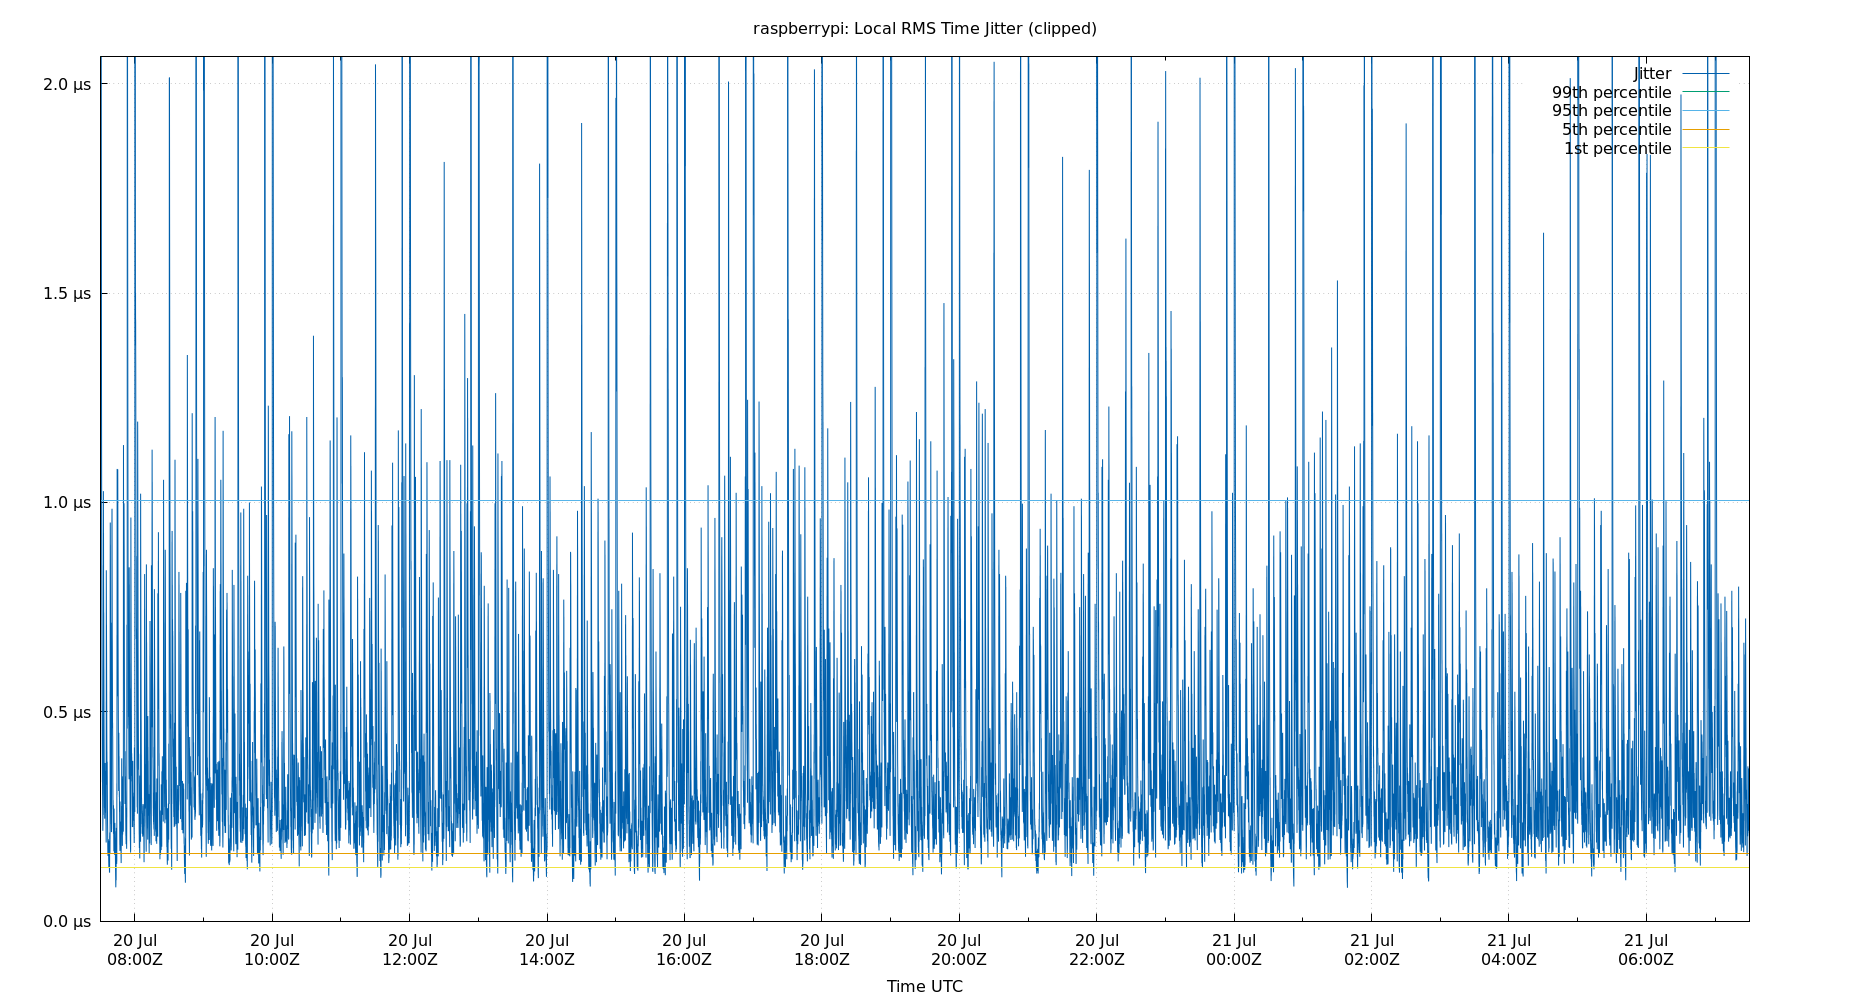 raspberrypi: Local RMS Time Jitter (clipped)
2.0 µs
1.5 µs
1.0 µs
0.5 µs
0.0 µs
Jitter
99th percentile
95th percentile
5th percentile
1st percentile
20 Jul 20 Jul 20 Jul 20 Jul 20 Jul 20 Jul 20 Jul 20 Jul 21 Jul 21 Jul 21 Jul 21 Jul
08:00Z 10:00Z 12:00Z 14:00Z 16:00Z 18:00Z 20:00Z 22:00Z 00:00Z 02:00Z 04:00Z 06:00Z
Time UTC